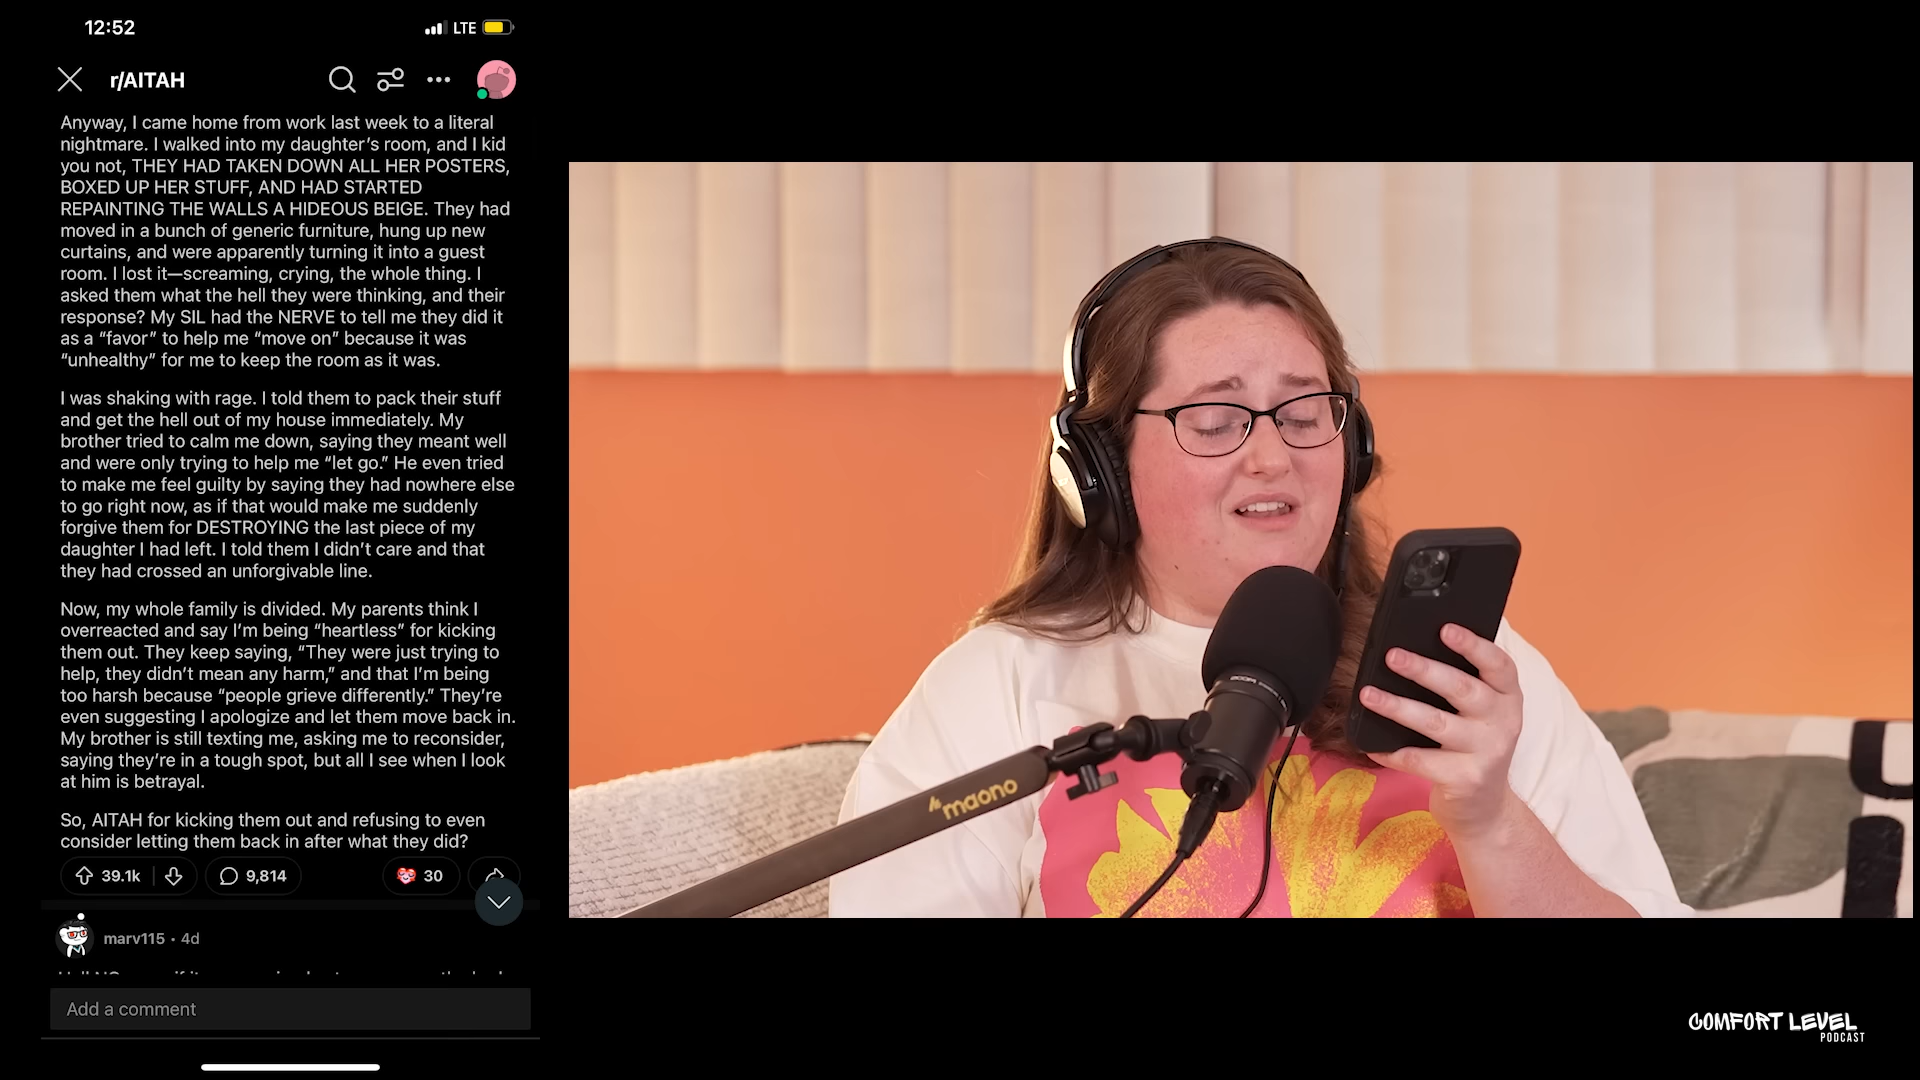 12:52
LTE
r/AITAH
Anyway, I came home from work last week to a literal
nightmare. I walked into my daughter's room, and I kid
you not, THEY HAD TAKEN DOWN ALL HER POSTERS,
BOXED UP HER STUFF, AND HAD STARTED
REPAINTING THE WALLS A HIDEOUS BEIGE. They had
moved in a bunch of generic furniture, hung up new
curtains, and were apparently turning it into a guest
room. I lost it—screaming, crying, the whole thing. I
asked them what the hell they were thinking, and their
response? My SIL had the NERVE to tell me they did it
as a “favor” to help me “move on” because it was
“unhealthy” for me to keep the room as it was.
I was shaking with rage. I told them to pack their stuff
and get the hell out of my house immediately. My
brother tried to calm me down, saying they meant well
and were only trying to help me “let go.” He even tried
to make me feel guilty by saying they had nowhere else
to go right now, as if that would make me suddenly
forgive them for DESTROYING the last piece of my
daughter I had left. I told them I didn't care and that
they had crossed an unforgivable line.
Now, my whole family is divided. My parents think I
overreacted and say I'm being “heartless” for kicking
them out. They keep saying, “They were just trying to
help, they didn't mean any harm,” and that I'm being
too harsh because “people grieve differently.” They're
even suggesting I apologize and let them move back in.
My brother is still texting me, asking me to reconsider,
saying they're in a tough spot, but all I see when I look
at him is betrayal.
So, AITAH for kicking them out and refusing to even
consider letting them back in after what they did?
39.1k
9,814
30
marv115 • 4d
Add a comment
maono
COMFORT LEVEL
PODCAST